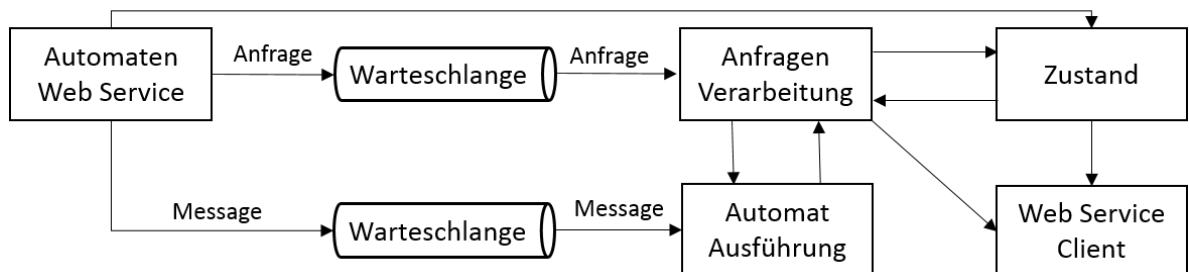 Automaten
Web Service
Anfrage
Warteschlange
Anfrage
Anfragen
Verarbeitung
Zustand
Message
Warteschlange
Message
Automat
Ausführung
Web Service
Client